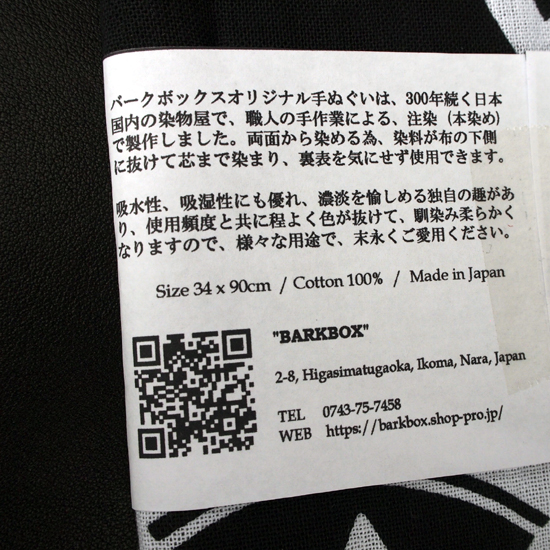 バークボックスオリジナル手ぬぐいは、300年続く日本
国内の染物屋で、職人の手作業による、注染（本染め）
で製作しました。両面から染める為、染料が布の下側
に抜けて芯まで染まり、裏表を気にせず使用できます。
吸水性、吸湿性にも優れ、濃淡を愉しめる独自の趣があ
り、使用頻度と共に程よく色が抜けて、馴染み柔らかく
なりますので、様々な用途で、末永くご愛用ください。
Size 34 x 90cm / Cotton 100% / Made in Japan
"BARKBOX"
2-8, Higasimatugaoka, Ikoma, Nara, Japan
TEL 0743-75-7458
WEB https://barkbox.shop-pro.jp/